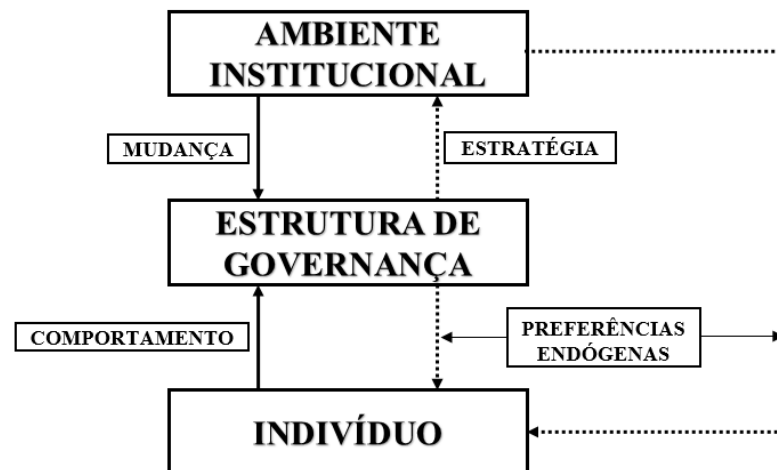 AMBIENTE
INSTITUCIONAL
MUDANÇA
ESTRATÉGIA
ESTRUTURA DE
GOVERNANÇA
COMPORTAMENTO
PREFERÊNCIAS
ENDÓGENAS
INDIVÍDUO